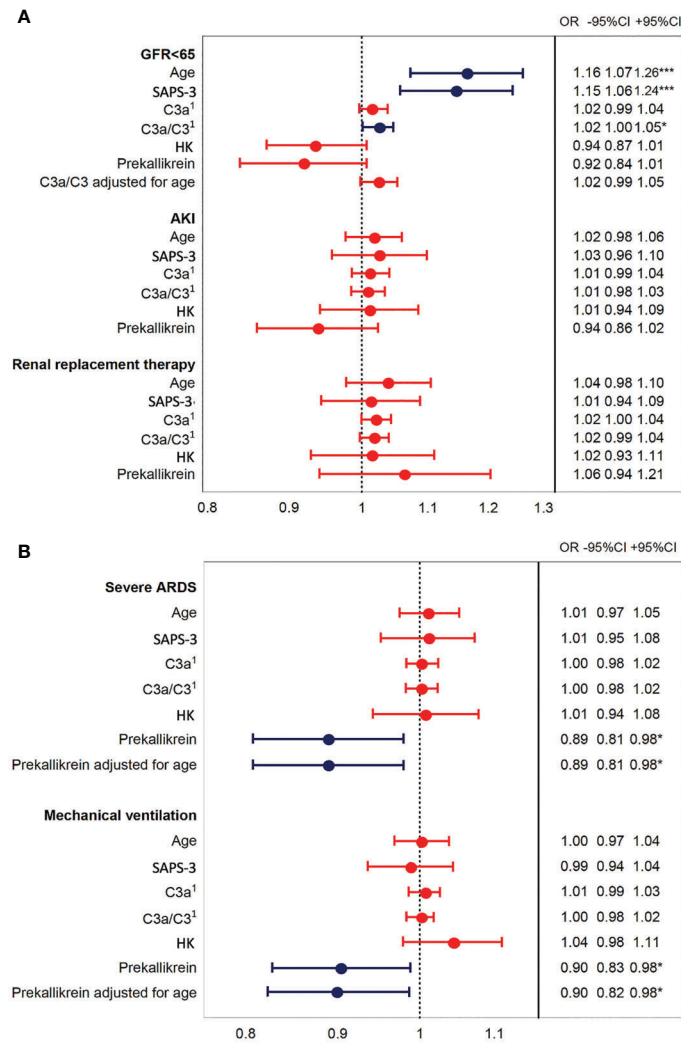 A
OR -95%CI +95%CI
GFR<65
Age 1.16 1.07 1.26***
SAPS-3 1.15 1.06 1.24***
C3a¹ 1.02 0.99 1.04
C3a/C3¹ 1.02 1.00 1.05*
HK 0.94 0.87 1.01
Prekallikrein 0.92 0.84 1.01
C3a/C3 adjusted for age 1.02 0.99 1.05
AKI
Age 1.02 0.98 1.06
SAPS-3 1.03 0.96 1.10
C3a¹ 1.01 0.99 1.04
C3a/C3¹ 1.01 0.98 1.03
HK 1.01 0.94 1.09
Prekallikrein 0.94 0.86 1.02
Renal replacement therapy
Age 1.04 0.98 1.10
SAPS-3 1.01 0.94 1.09
C3a¹ 1.02 1.00 1.04
C3a/C3¹ 1.02 0.99 1.04
HK 1.02 0.93 1.11
Prekallikrein 1.06 0.94 1.21
0.8 0.9 1 1.1 1.2 1.3
B
OR -95%CI +95%CI
Severe ARDS
Age 1.01 0.97 1.05
SAPS-3 1.01 0.95 1.08
C3a¹ 1.00 0.98 1.02
C3a/C3¹ 1.00 0.98 1.02
HK 1.01 0.94 1.08
Prekallikrein 0.89 0.81 0.98*
Prekallikrein adjusted for age 0.89 0.81 0.98*
Mechanical ventilation
Age 1.00 0.97 1.04
SAPS-3 0.99 0.94 1.04
C3a¹ 1.01 0.99 1.03
C3a/C3¹ 1.00 0.98 1.02
HK 1.04 0.98 1.11
Prekallikrein 0.90 0.83 0.98*
Prekallikrein adjusted for age 0.90 0.82 0.98*
0.8 0.9 1 1.1